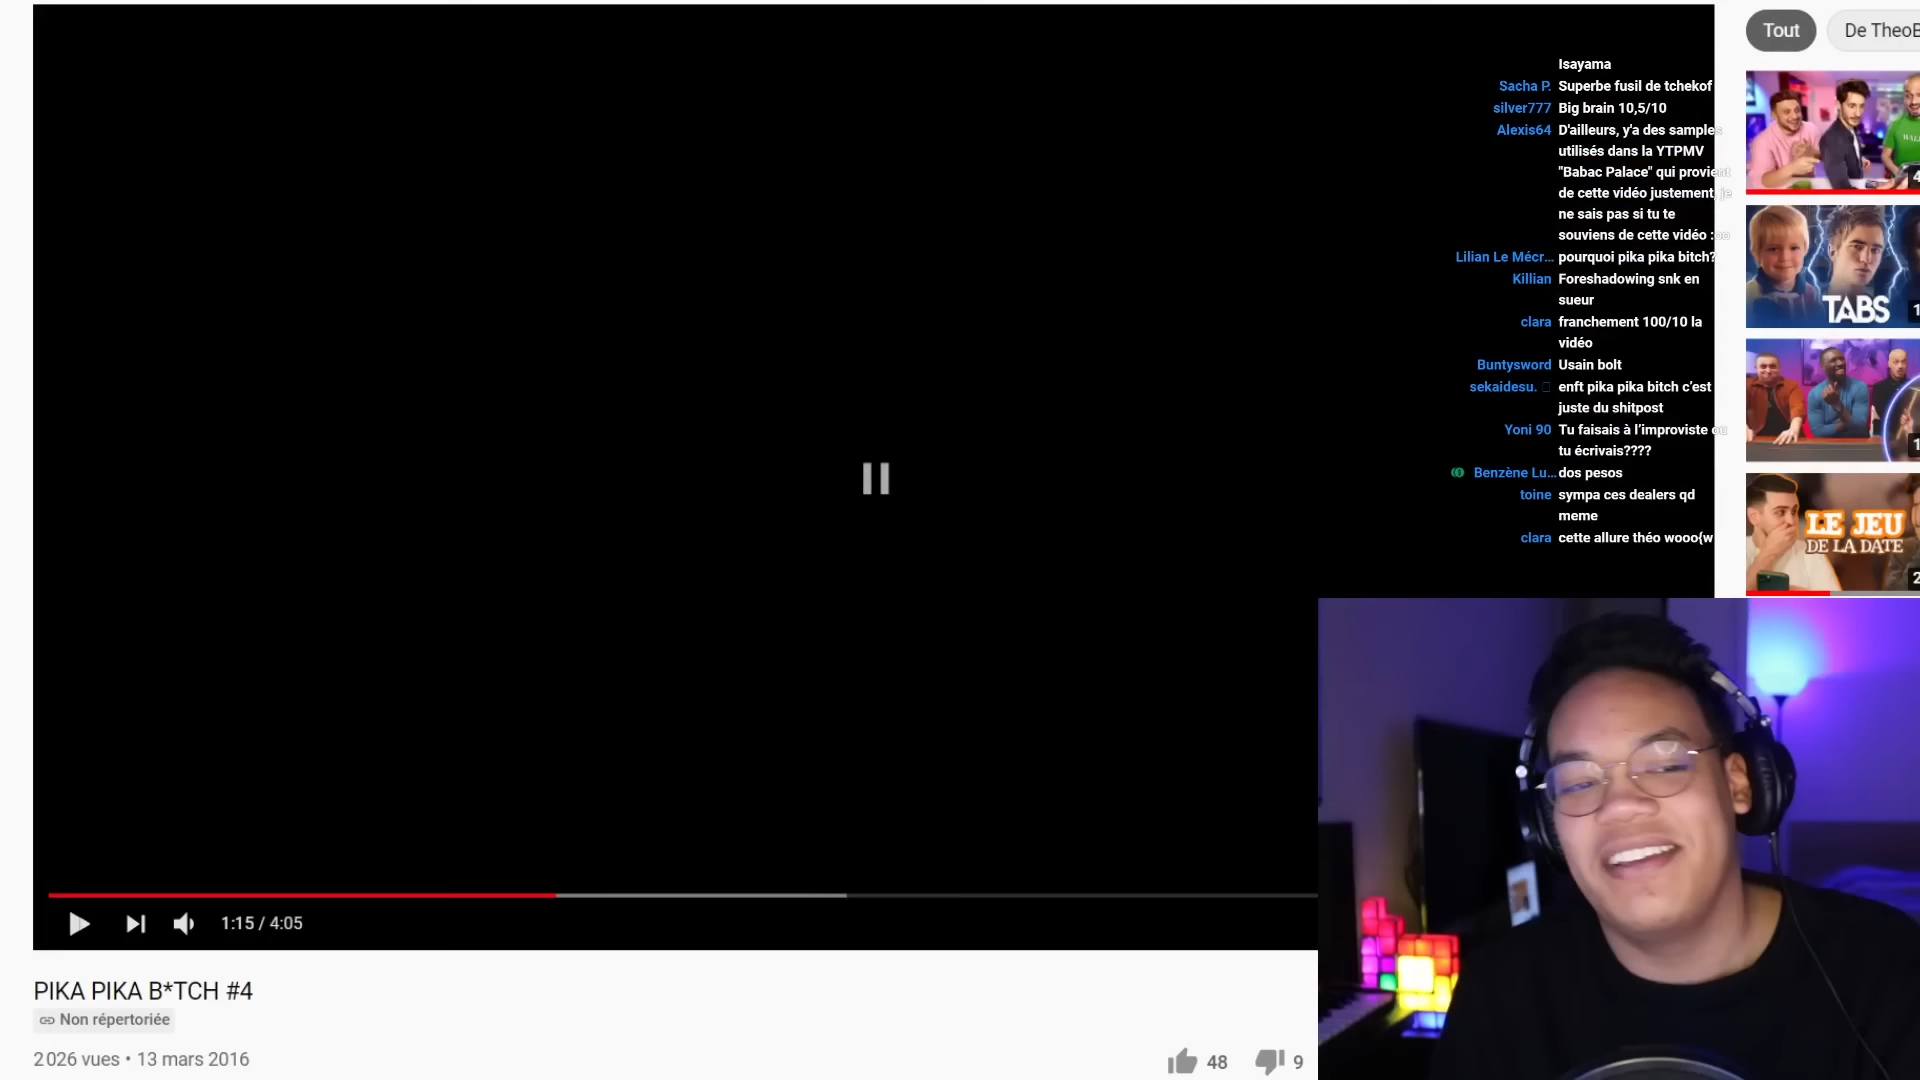 Isayama
Sacha P. Superbe fusil de tchekof
silver777 Big brain 10,5/10
Alexis64 D'ailleurs, y'a des samples
utilisés dans la YTPMV
"Babac Palace" qui provient
de cette vidéo justement, je
ne sais pas si tu te
souviens de cette vidéo :oo
Lilian Le Mécr... pourquoi pika pika bitch?
Killian Foreshadowing snk en
sueur
clara franchement 100/10 la
vidéo
Buntysword Usain bolt
sekaidesu. enft pika pika bitch c'est
juste du shitpost
Yoni 90 Tu faisais à l'improviste ou
tu écrivais????
Benzène Lu... dos pesos
toine sympa ces dealers qd
meme
clara cette allure théo wooo{w
Tout
De TheoB
TABS
LE JEU
DE LA DATE
1:15 / 4:05
PIKA PIKA B*TCH #4
Non répertoriée
2 026 vues • 13 mars 2016
48
9